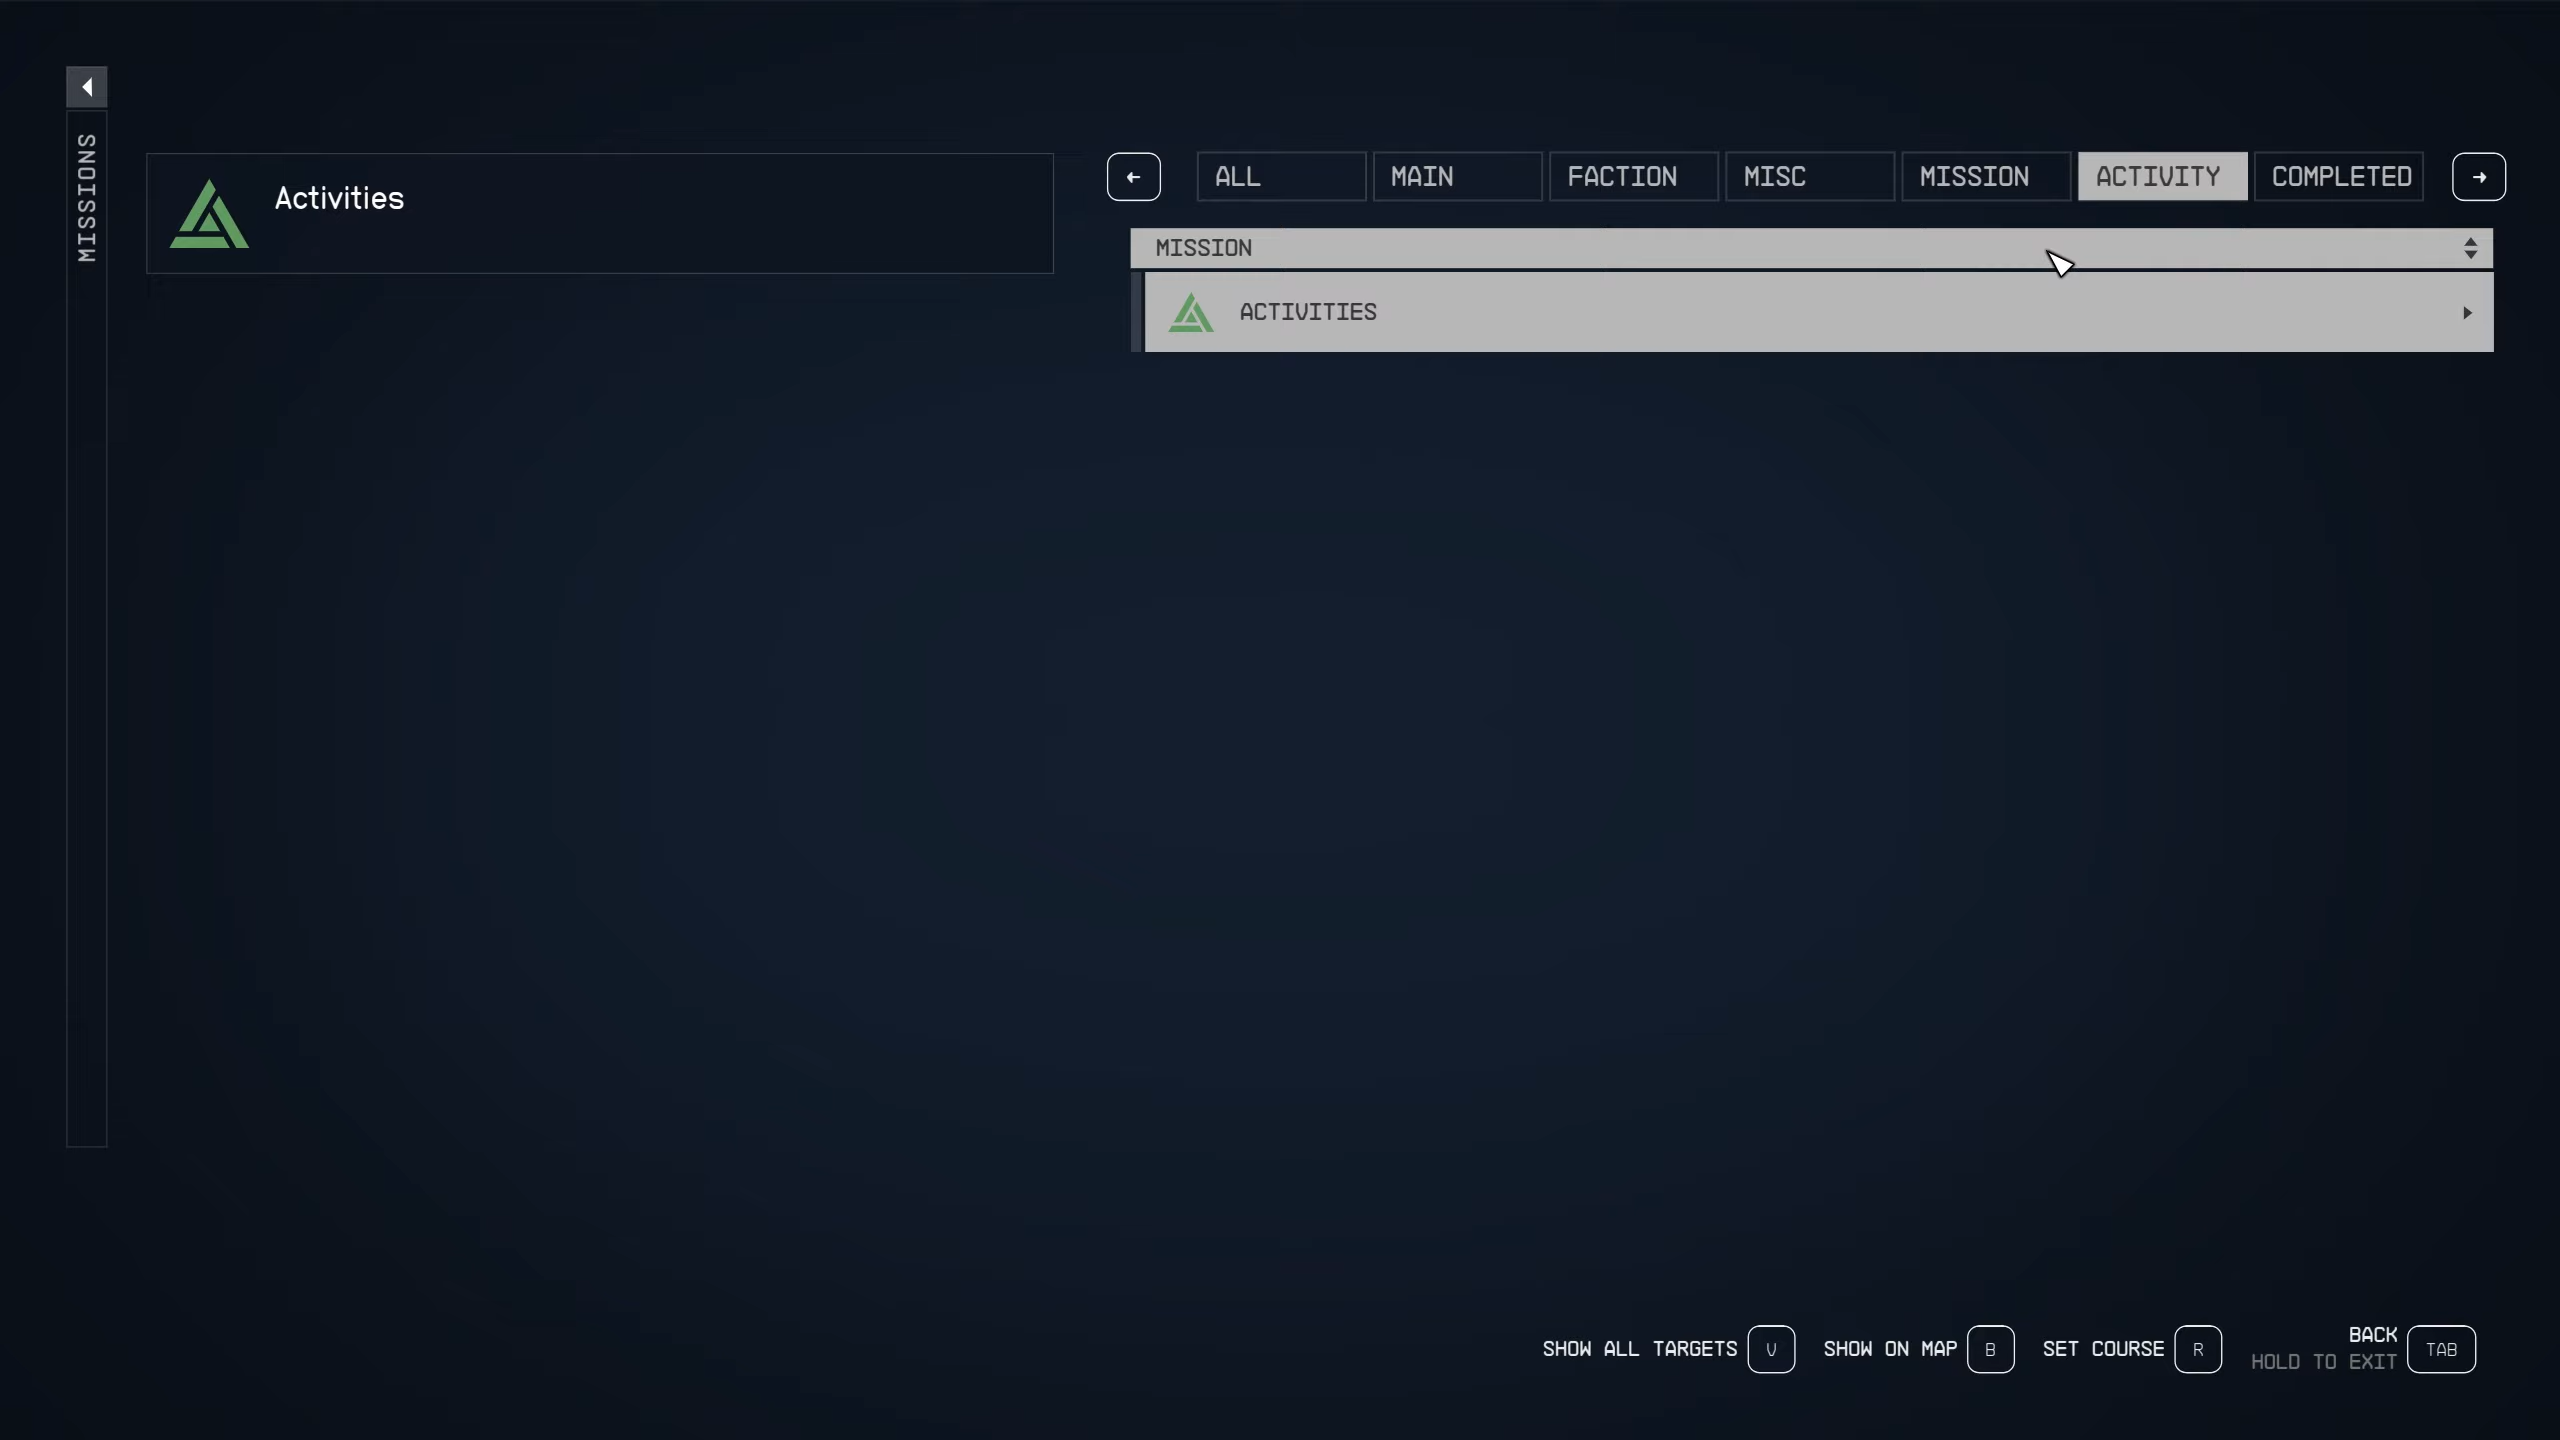 MISSIONS
Activities
ALL
MAIN
FACTION
MISC
MISSION
ACTIVITY
COMPLETED
MISSION
ACTIVITIES
SHOW ALL TARGETS V
SHOW ON MAP B
SET COURSE R
BACK
HOLD TO EXIT
TAB